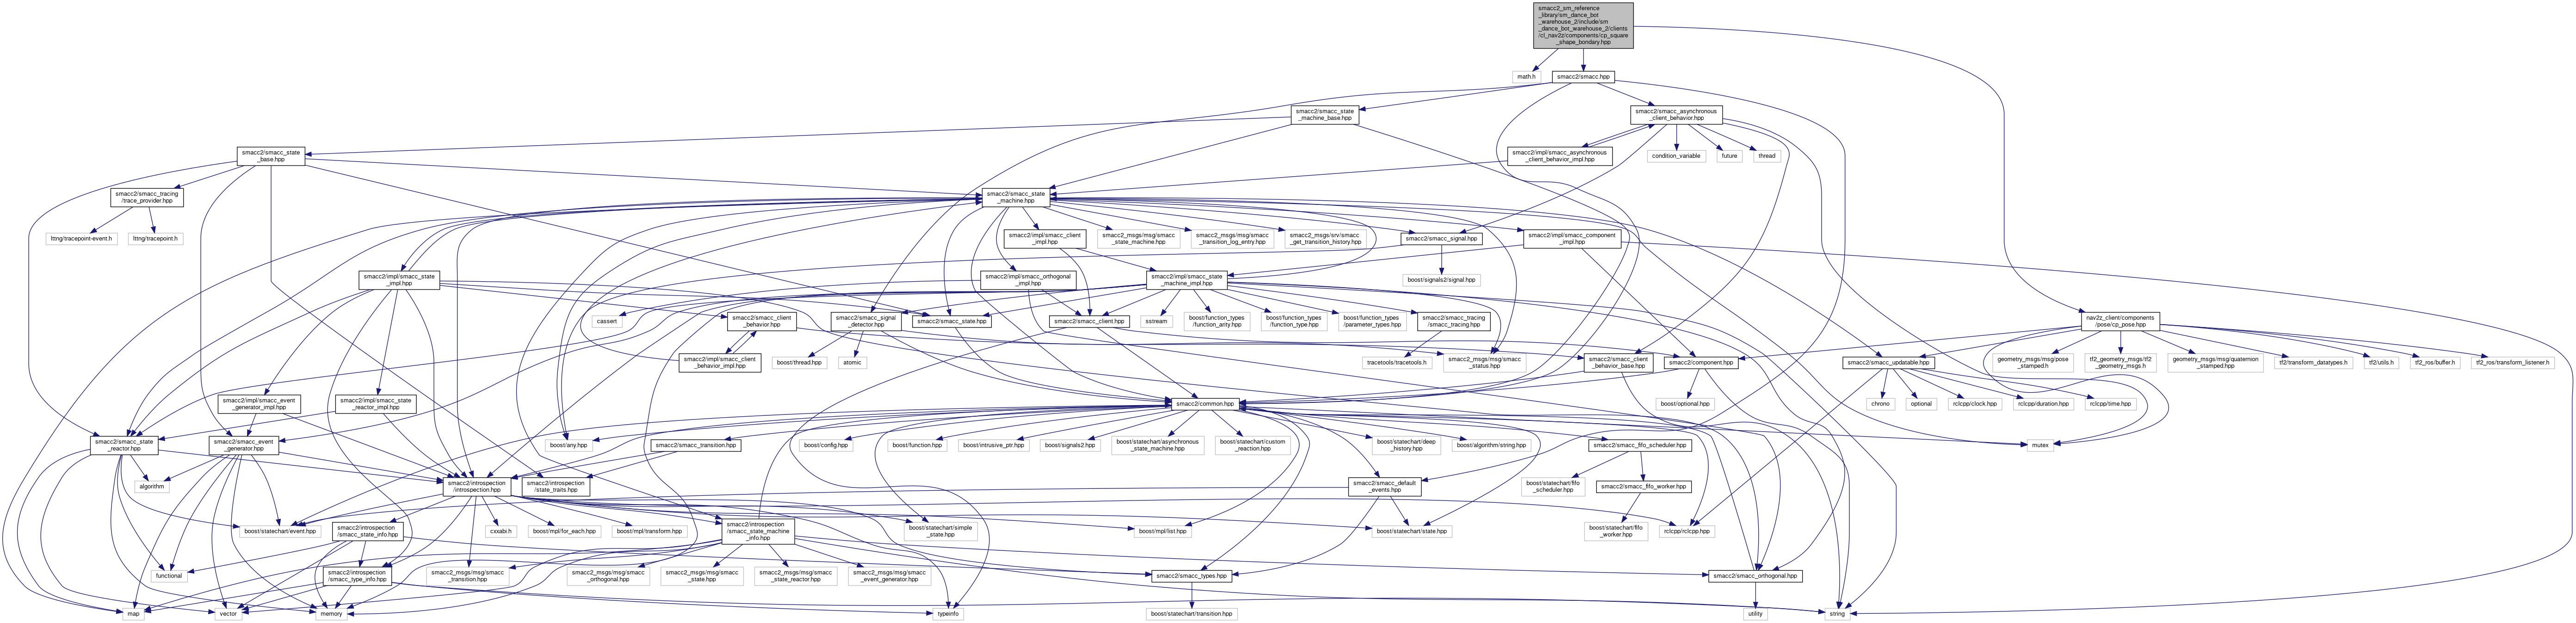 smacc2_sm_reference
_library/sm_dance_bot
_warehouse_2/include/sm
_dance_bot_warehouse_2/clients
/cl_nav2z/components/cp_square
_shape_bondary.hpp
math.h
smacc2/smacc.hpp
smacc2/smacc_state
_machine_base.hpp
smacc2/smacc_asynchronous
_client_behavior.hpp
smacc2/smacc_state
_base.hpp
smacc2/impl/smacc_asynchronous
_client_behavior_impl.hpp
condition_variable
future
thread
smacc2/smacc_tracing
/trace_provider.hpp
smacc2/smacc_state
_machine.hpp
lttng/tracepoint-event.h
lttng/tracepoint.h
smacc2/impl/smacc_client
_impl.hpp
smacc2_msgs/msg/smacc
_state_machine.hpp
smacc2_msgs/msg/smacc
_transition_log_entry.hpp
smacc2_msgs/srv/smacc
_get_transition_history.hpp
smacc2/smacc_signal.hpp
smacc2/impl/smacc_component
_impl.hpp
smacc2/impl/smacc_state
_impl.hpp
smacc2/impl/smacc_orthogonal
_impl.hpp
smacc2/impl/smacc_state
_machine_impl.hpp
boost/signals2/signal.hpp
cassert
smacc2/smacc_client
_behavior.hpp
smacc2/smacc_signal
_detector.hpp
smacc2/smacc_state.hpp
smacc2/smacc_client.hpp
sstream
boost/function_types
/function_arity.hpp
boost/function_types
/function_type.hpp
boost/function_types
/parameter_types.hpp
smacc2/smacc_tracing
/smacc_tracing.hpp
nav2z_client/components
/pose/cp_pose.hpp
smacc2/impl/smacc_client
_behavior_impl.hpp
boost/thread.hpp
atomic
tracetools/tracetools.h
smacc2_msgs/msg/smacc
_status.hpp
smacc2/smacc_client
_behavior_base.hpp
smacc2/component.hpp
smacc2/smacc_updatable.hpp
geometry_msgs/msg/pose
_stamped.h
tf2_geometry_msgs/tf2
_geometry_msgs.h
geometry_msgs/msg/quaternion
_stamped.hpp
tf2/transform_datatypes.h
tf2/utils.h
tf2_ros/buffer.h
tf2_ros/transform_listener.h
smacc2/impl/smacc_event
_generator_impl.hpp
smacc2/impl/smacc_state
_reactor_impl.hpp
smacc2/common.hpp
boost/optional.hpp
chrono
optional
rclcpp/clock.hpp
rclcpp/duration.hpp
rclcpp/time.hpp
smacc2/smacc_state
_reactor.hpp
smacc2/smacc_event
_generator.hpp
boost/any.hpp
smacc2/smacc_transition.hpp
boost/config.hpp
boost/function.hpp
boost/intrusive_ptr.hpp
boost/signals2.hpp
boost/statechart/asynchronous
_state_machine.hpp
boost/statechart/custom
_reaction.hpp
boost/statechart/deep
_history.hpp
boost/algorithm/string.hpp
smacc2/smacc_fifo_scheduler.hpp
mutex
algorithm
smacc2/introspection
/introspection.hpp
smacc2/introspection
/state_traits.hpp
smacc2/smacc_default
_events.hpp
boost/statechart/fifo
_scheduler.hpp
smacc2/smacc_fifo_worker.hpp
boost/statechart/event.hpp
smacc2/introspection
/smacc_state_info.hpp
cxxabi.h
boost/mpl/for_each.hpp
boost/mpl/transform.hpp
smacc2/introspection
/smacc_state_machine
_info.hpp
boost/statechart/simple
_state.hpp
boost/mpl/list.hpp
boost/statechart/state.hpp
boost/statechart/fifo
_worker.hpp
rclcpp/rclcpp.hpp
functional
smacc2/introspection
/smacc_type_info.hpp
smacc2_msgs/msg/smacc
_transition.hpp
smacc2_msgs/msg/smacc
_orthogonal.hpp
smacc2_msgs/msg/smacc
_state.hpp
smacc2_msgs/msg/smacc
_state_reactor.hpp
smacc2_msgs/msg/smacc
_event_generator.hpp
smacc2/smacc_types.hpp
smacc2/smacc_orthogonal.hpp
map
vector
memory
typeinfo
boost/statechart/transition.hpp
utility
string